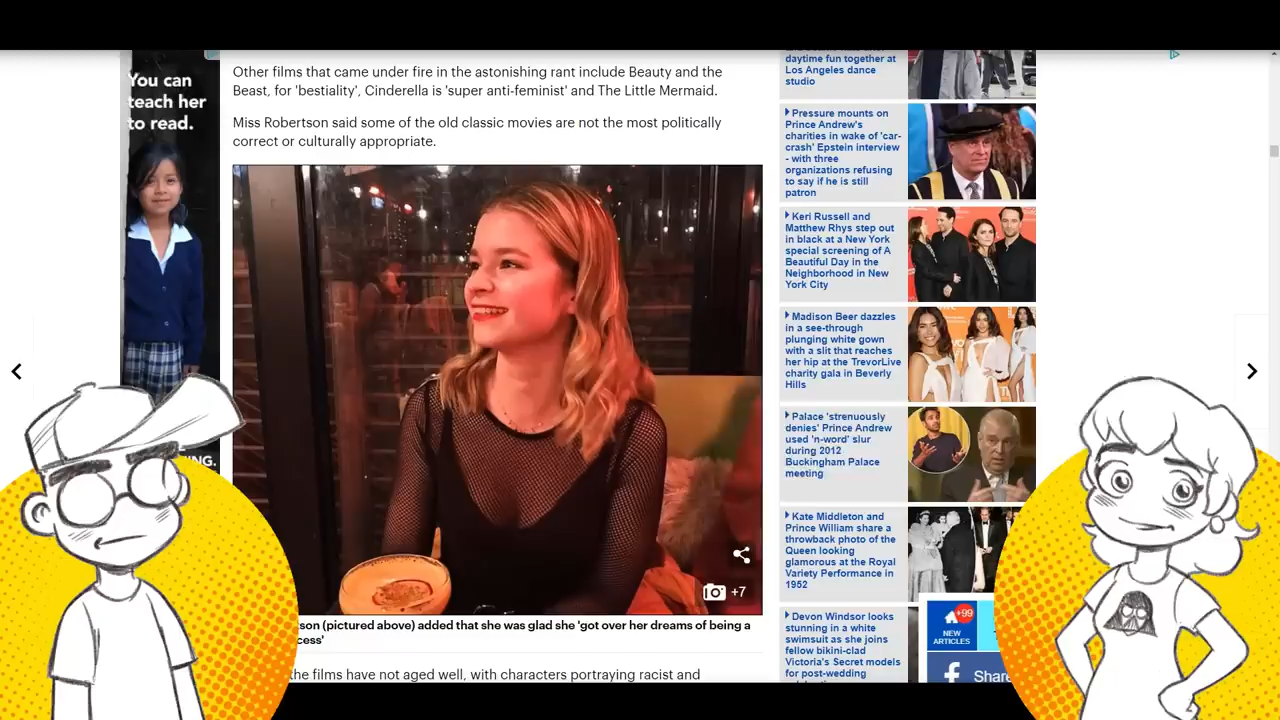 You can
teach her
to read.
NG.
Other films that came under fire in the astonishing rant include Beauty and the
Beast, for 'bestiality', Cinderella is 'super anti-feminist' and The Little Mermaid.
Miss Robertson said some of the old classic movies are not the most politically
correct or culturally appropriate.
+7
son (pictured above) added that she was glad she 'got over her dreams of being a
cess'
the films have not aged well, with characters portraying racist and
daytime fun together at
Los Angeles dance
studio
Pressure mounts on
Prince Andrew's
charities in wake of 'car-
crash' Epstein interview
- with three
organizations refusing
to say if he is still
patron
Keri Russell and
Matthew Rhys step out
in black at a New York
special screening of A
Beautiful Day in the
Neighborhood in New
York City
Madison Beer dazzles
in a see-through
plunging white gown
with a slit that reaches
her hip at the TrevorLive
charity gala in Beverly
Hills
Palace 'strenuously
denies' Prince Andrew
used 'n-word' slur
during 2012
Buckingham Palace
meeting
Kate Middleton and
Prince William share a
throwback photo of the
Queen looking
glamorous at the Royal
Variety Performance in
1952
Devon Windsor looks
stunning in a white
swimsuit as she joins
fellow bikini-clad
Victoria's Secret models
for post-wedding
+99
NEW
ARTICLES
Share